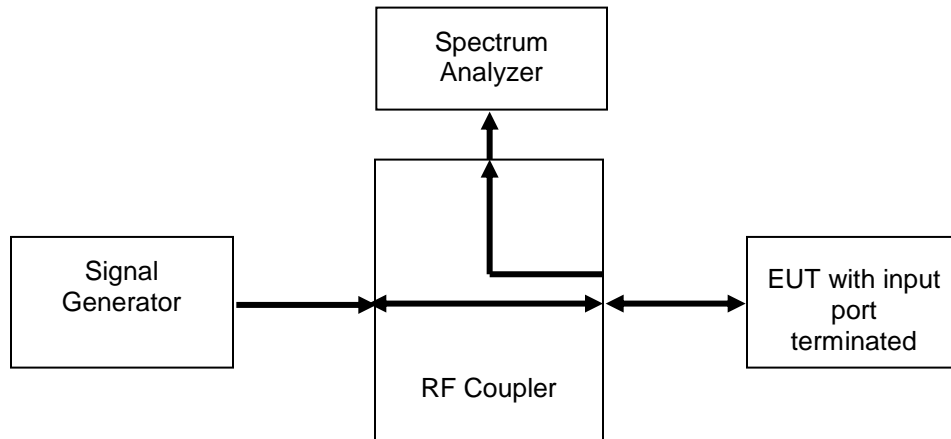 Spectrum
Analyzer
Signal
Generator
EUT with input
port
terminated
RF Coupler